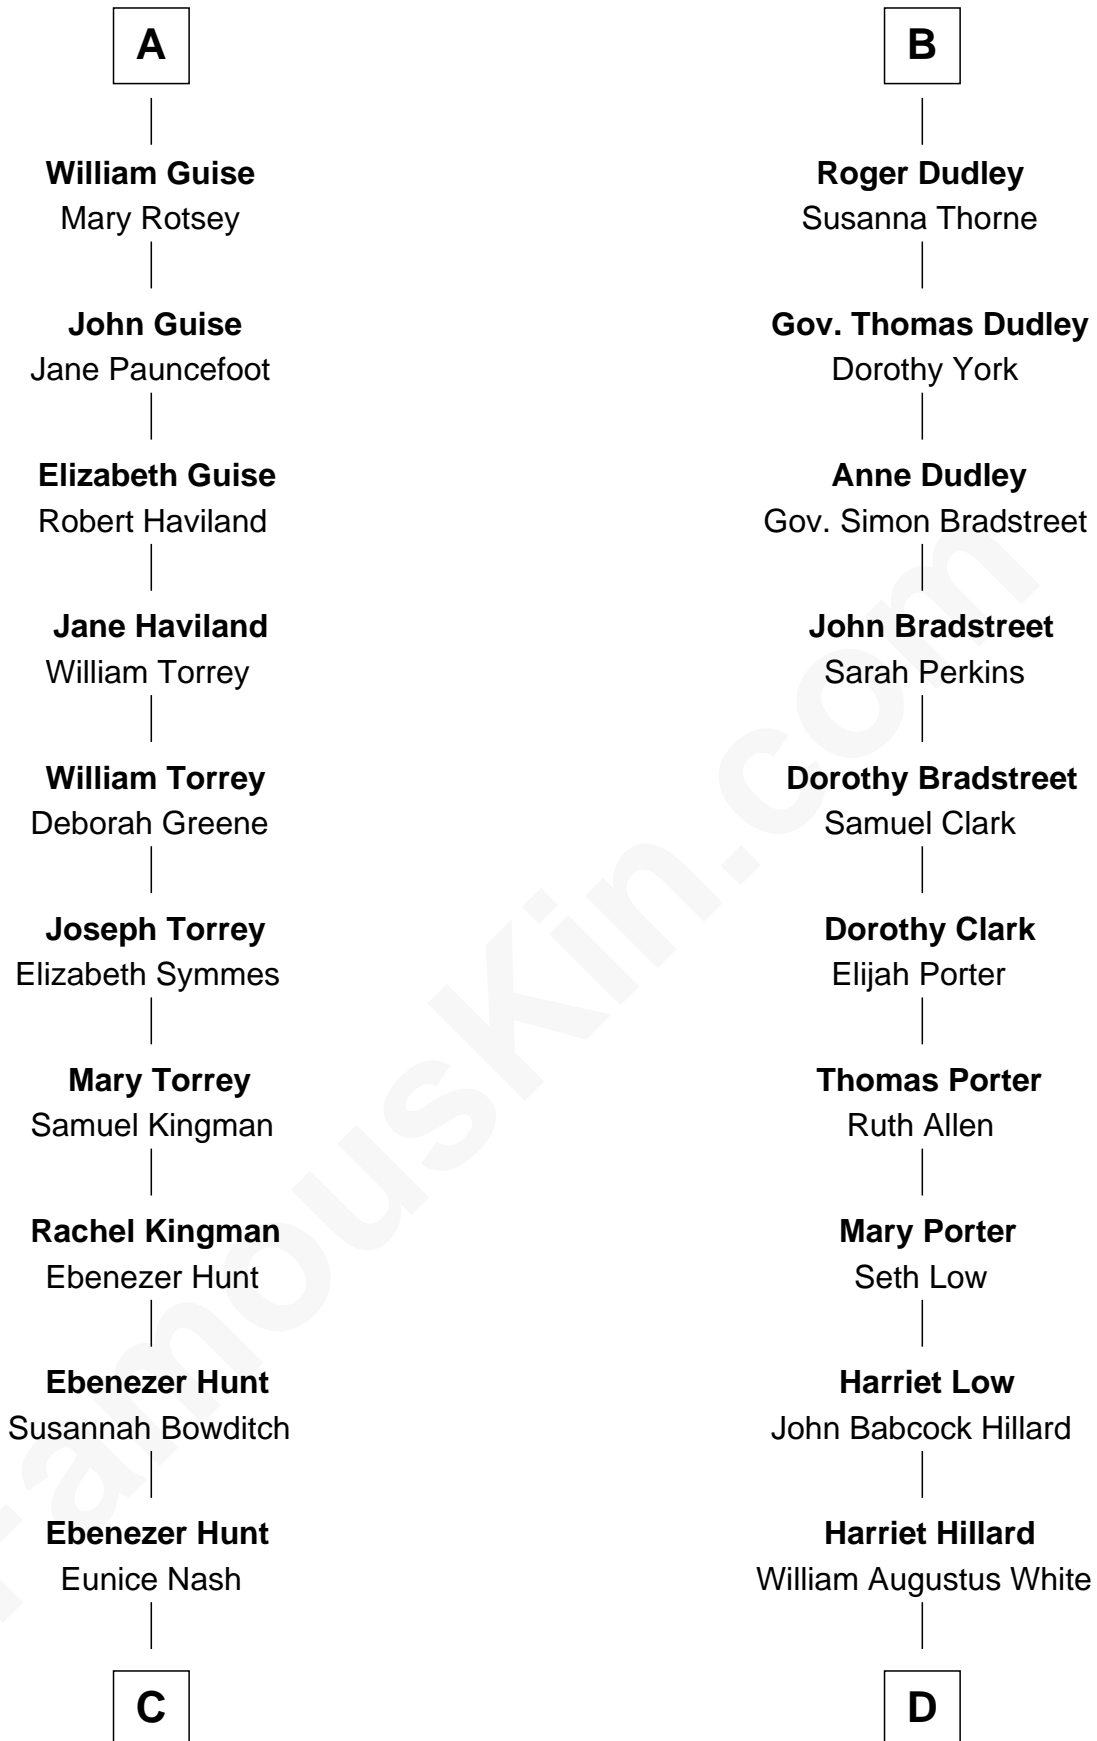 A
William Guise
Mary Rotsey
John Guise
Jane Pauncefoot
Elizabeth Guise
Robert Haviland
Jane Haviland
William Torrey
William Torrey
Deborah Greene
Joseph Torrey
Elizabeth Symmes
Mary Torrey
Samuel Kingman
Rachel Kingman
Ebenezer Hunt
Ebenezer Hunt
Susannah Bowditch
Ebenezer Hunt
Eunice Nash
C
B
Roger Dudley
Susanna Thorne
Gov. Thomas Dudley
Dorothy York
Anne Dudley
Gov. Simon Bradstreet
John Bradstreet
Sarah Perkins
Dorothy Bradstreet
Samuel Clark
Dorothy Clark
Elijah Porter
Thomas Porter
Ruth Allen
Mary Porter
Seth Low
Harriet Low
John Babcock Hillard
Harriet Hillard
William Augustus White
D
FamousKin.com